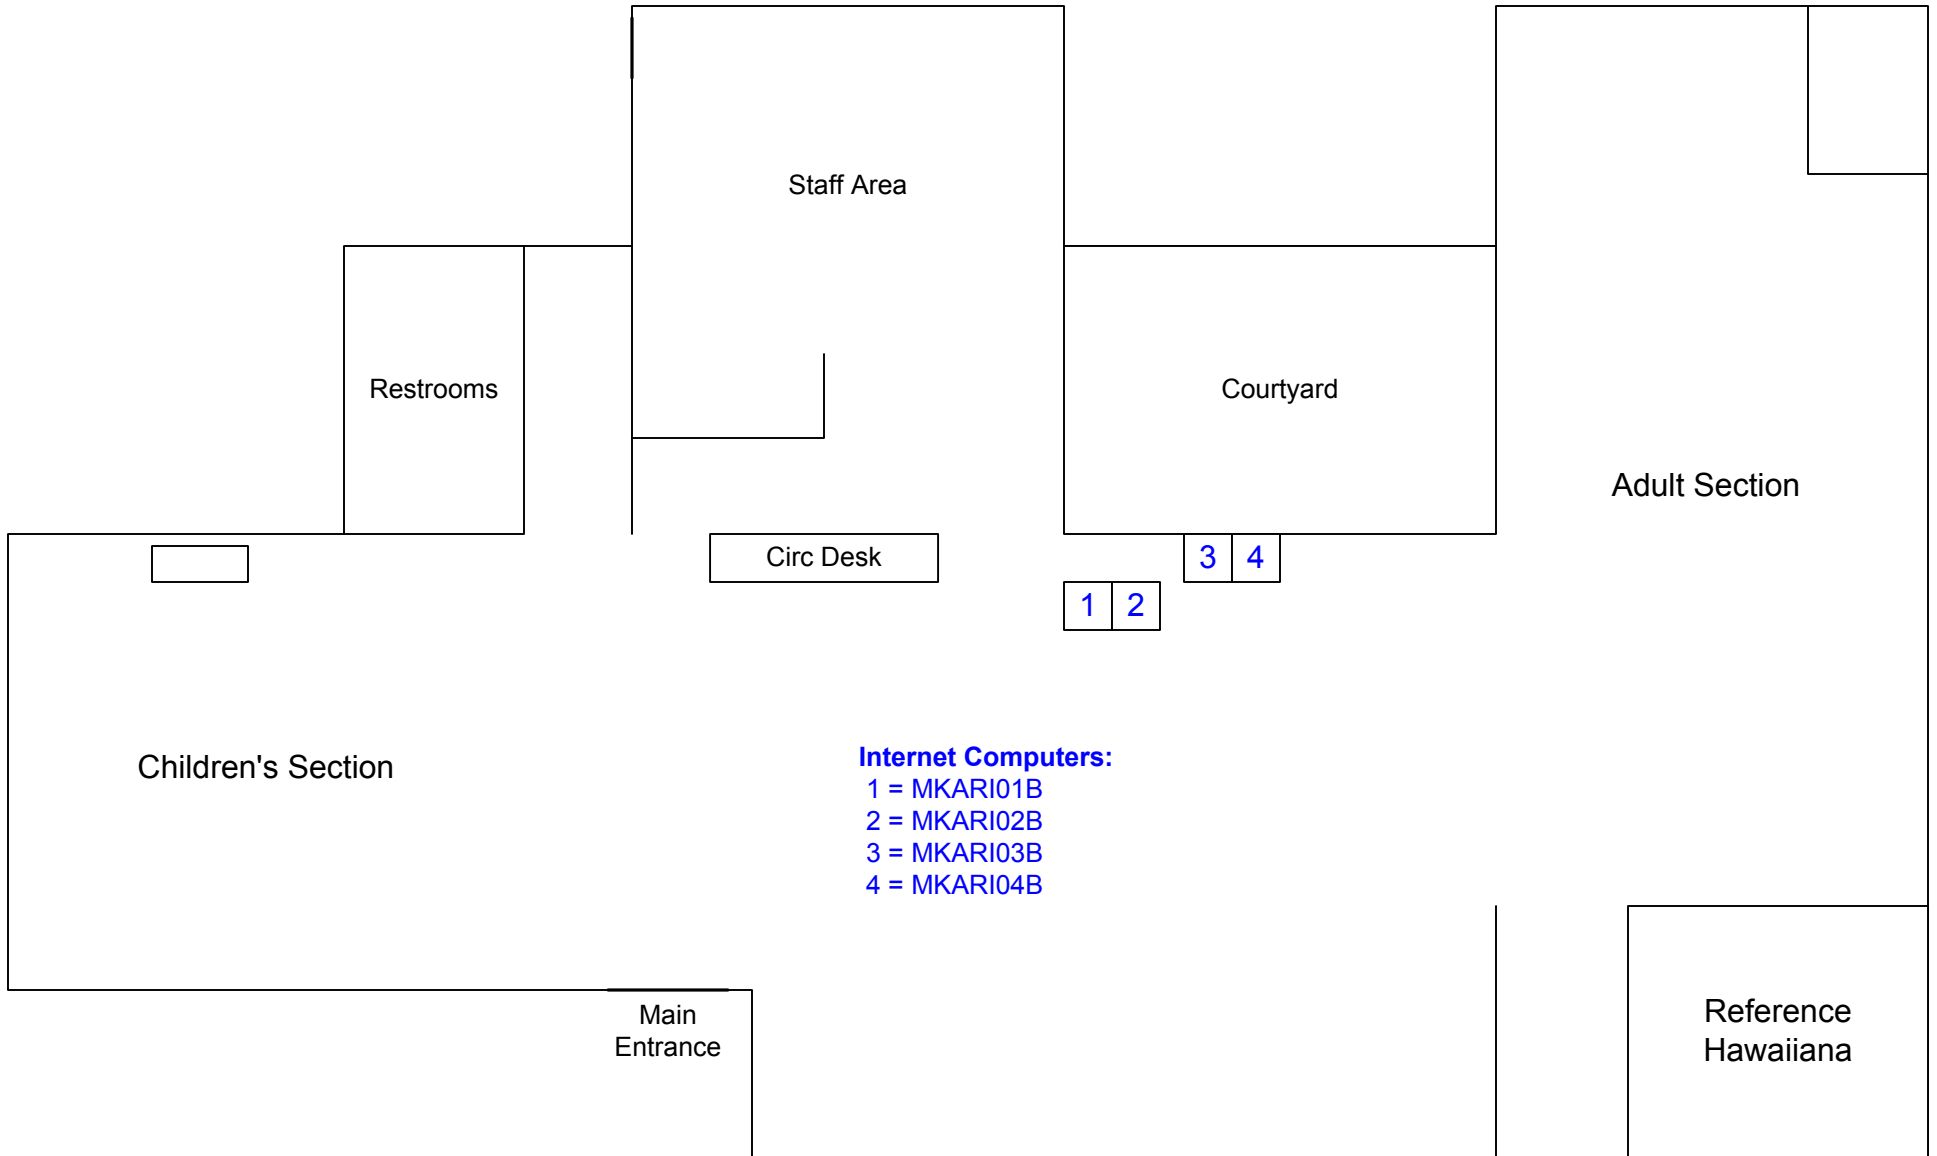 Staff Area
Restrooms
Courtyard
Adult Section
Circ Desk
3 4
1 2
Children's Section
Internet Computers:
1 = MKARI01B
2 = MKARI02B
3 = MKARI03B
4 = MKARI04B
Main
Entrance
Reference
Hawaiiana